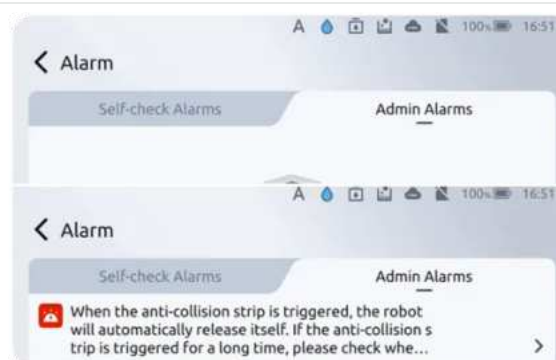 A 100% 16:51
Alarm
Self-check Alarms Admin Alarms
A 100% 16:51
Alarm
Self-check Alarms Admin Alarms
When the anti-collision strip is triggered, the robot
will automatically release itself. If the anti-collision s
trip is triggered for a long time, please check whe...